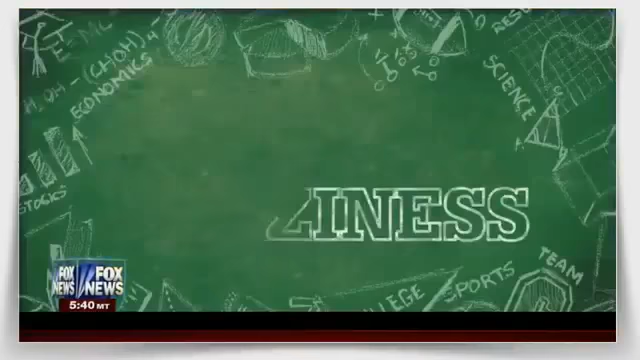 ECONOMICS
SCIENCE
STOCKS
INESS
TEAM
SPORTS
FOX NEWS
FOX NEWS
5:40 MT